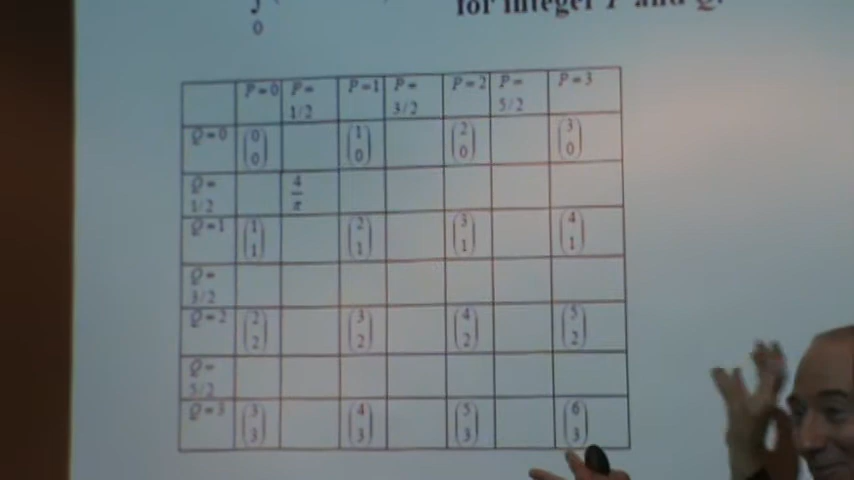 0
for integer P and Q.
P=0 P= 1/2 P=1 P= 3/2 P=2 P= 5/2 P=3
Q=0 (0 0) (1 0) (2 0) (3 0)
Q= 1/2 4/π
Q=1 (1 1) (2 1) (3 1) (4 1)
Q= 3/2
Q=2 (2 2) (3 2) (4 2) (5 2)
Q= 5/2
Q=3 (3 3) (4 3) (5 3) (6 3)